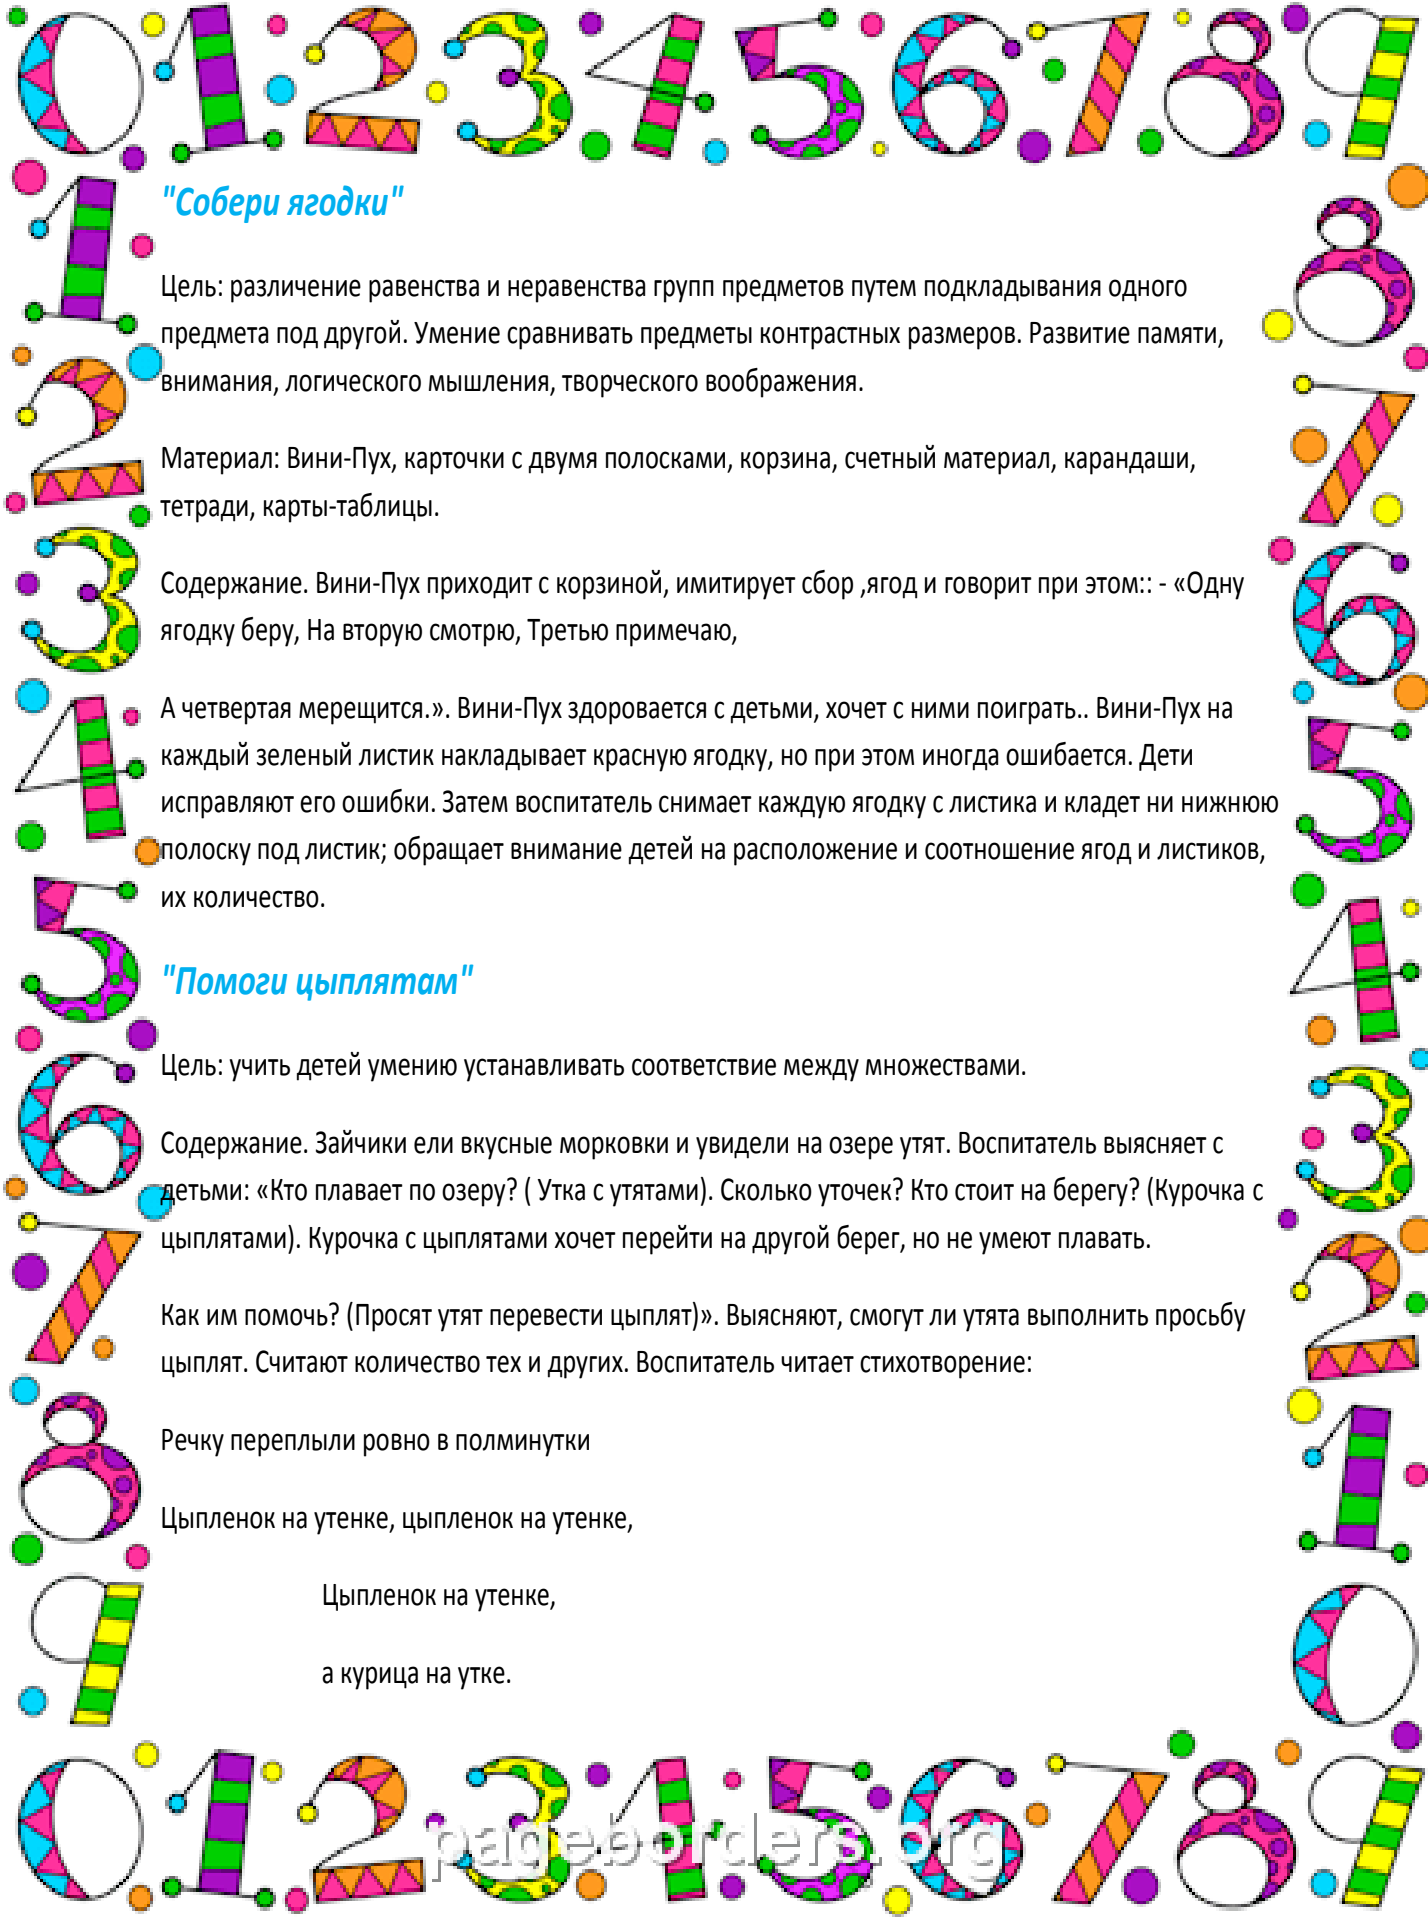 "Собери ягодки"
Цель: различение равенства и неравенства групп предметов путем подкладывания одного
предмета под другой. Умение сравнивать предметы контрастных размеров. Развитие памяти,
внимания, логического мышления, творческого воображения.
Материал: Вини-Пух, карточки с двумя полосками, корзина, счетный материал, карандаши,
тетради, карты-таблицы.
Содержание. Вини-Пух приходит с корзиной, имитирует сбор ,ягод и говорит при этом:: - «Одну
ягодку беру, На вторую смотрю, Третью примечаю,
А четвертая мерещится.». Вини-Пух здоровается с детьми, хочет с ними поиграть.. Вини-Пух на
каждый зеленый листик накладывает красную ягодку, но при этом иногда ошибается. Дети
исправляют его ошибки. Затем воспитатель снимает каждую ягодку с листика и кладет ни нижнюю
полоску под листик; обращает внимание детей на расположение и соотношение ягод и листиков,
их количество.
"Помоги цыплятам"
Цель: учить детей умению устанавливать соответствие между множествами.
Содержание. Зайчики ели вкусные морковки и увидели на озере утят. Воспитатель выясняет с
детьми: «Кто плавает по озеру? ( Утка с утятами). Сколько уточек? Кто стоит на берегу? (Курочка с
цыплятами). Курочка с цыплятами хочет перейти на другой берег, но не умеют плавать.
Как им помочь? (Просят утят перевести цыплят)». Выясняют, смогут ли утята выполнить просьбу
цыплят. Считают количество тех и других. Воспитатель читает стихотворение:
Речку переплыли ровно в полминутки
Цыпленок на утенке, цыпленок на утенке,
Цыпленок на утенке,
а курица на утке.
pageborders.org